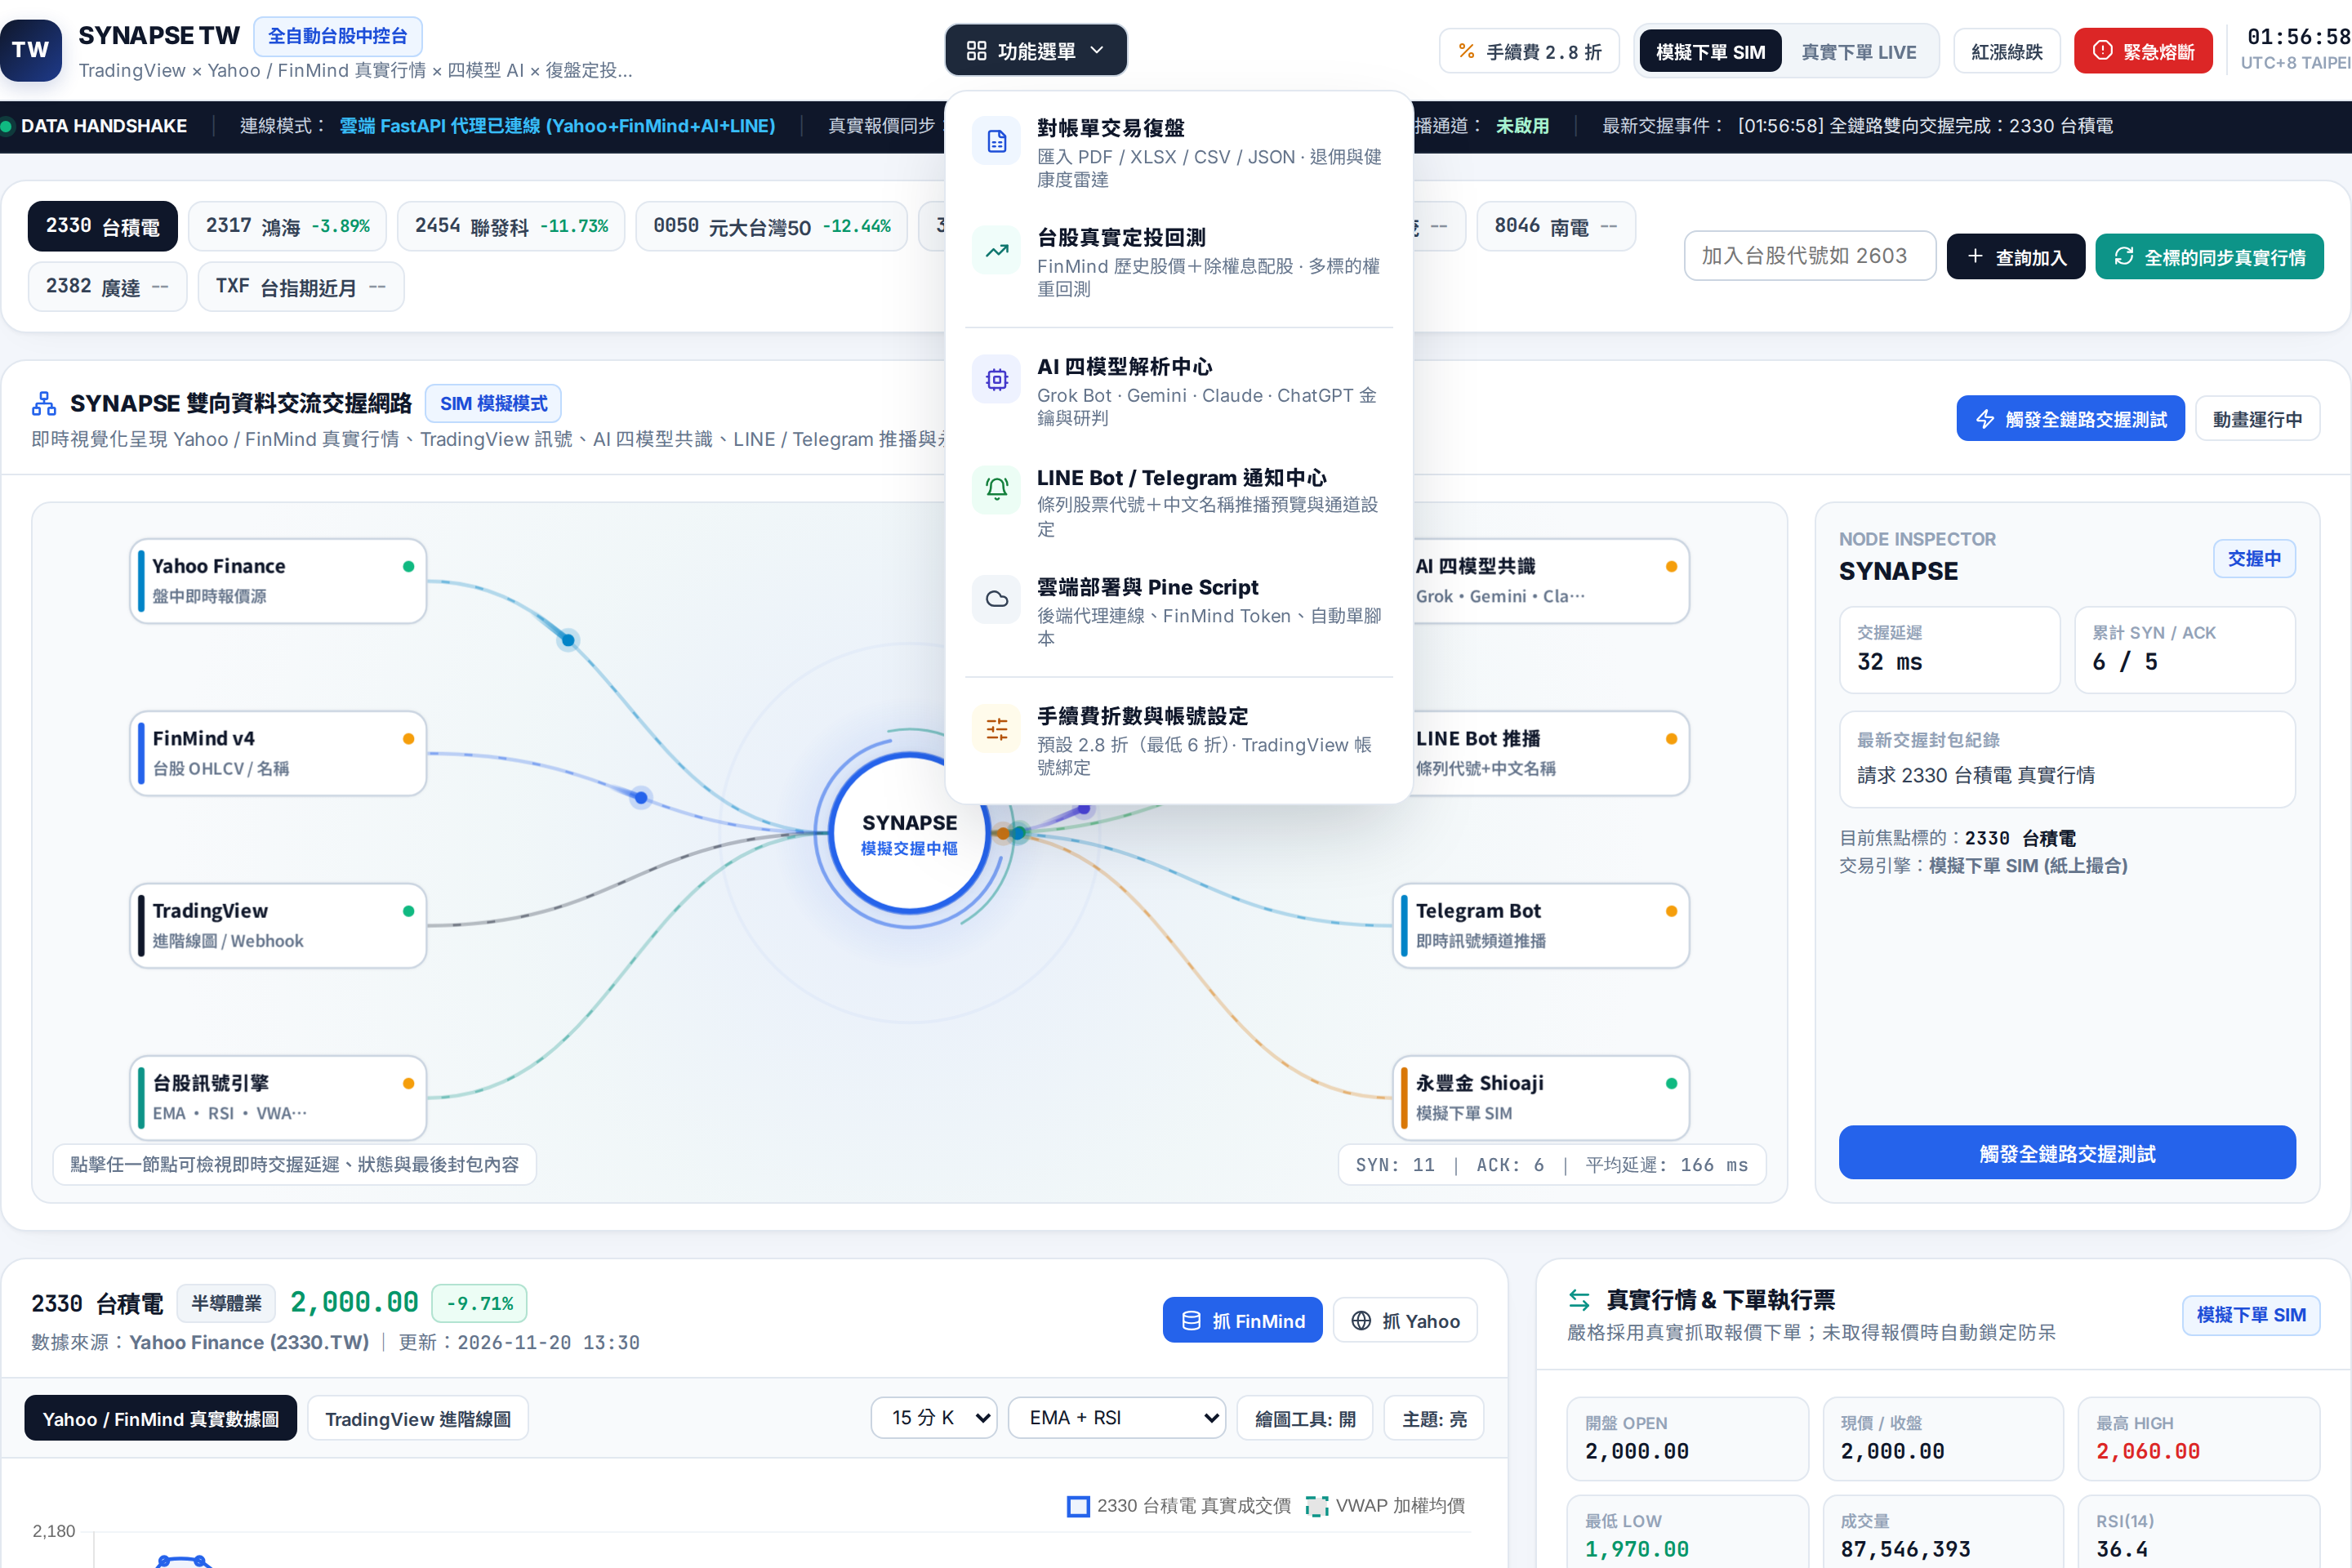 TW
SYNAPSE TW 全自動台股中控台
TradingView × Yahoo / FinMind 真實行情 × 四模型 AI × 復盤定投...
功能選單
手續費 2.8 折
模擬下單 SIM 真實下單 LIVE
紅漲綠跌
緊急熔斷
01:56:58
UTC+8 TAIPEI
DATA HANDSHAKE
連線模式： 雲端 FastAPI 代理已連線 (Yahoo+FinMind+AI+LINE)
真實報價同步
播通道： 未啟用
最新交握事件： [01:56:58] 全鏈路雙向交握完成：2330 台積電
對帳單交易復盤
匯入 PDF / XLSX / CSV / JSON · 退佣與健
康度雷達
台股真實定投回測
FinMind 歷史股價＋除權息配股 · 多標的權
重回測
AI 四模型解析中心
Grok Bot · Gemini · Claude · ChatGPT 金
鑰與研判
LINE Bot / Telegram 通知中心
條列股票代號＋中文名稱推播預覽與通道設
定
雲端部署與 Pine Script
後端代理連線、FinMind Token、自動單腳
本
手續費折數與帳號設定
預設 2.8 折（最低 6 折）· TradingView 帳
號綁定
2330 台積電
2317 鴻海 -3.89%
2454 聯發科 -11.73%
0050 元大台灣50 -12.44%
3
--
8046 南電 --
2382 廣達 --
TXF 台指期近月 --
加入台股代號如 2603
查詢加入
全標的同步真實行情
SYNAPSE 雙向資料交流交握網路 SIM 模擬模式
即時視覺化呈現 Yahoo / FinMind 真實行情、TradingView 訊號、AI 四模型共識、LINE / Telegram 推播與
觸發全鏈路交握測試
動畫運行中
Yahoo Finance
盤中即時報價源
FinMind v4
台股 OHLCV / 名稱
TradingView
進階線圖 / Webhook
台股訊號引擎
EMA • RSI • VWA…
SYNAPSE
模擬交握中樞
AI 四模型共識
Grok • Gemini • Cla…
LINE Bot 推播
條列代號+中文名稱
Telegram Bot
即時訊號頻道推播
永豐金 Shioaji
模擬下單 SIM
點擊任一節點可檢視即時交握延遲、狀態與最後封包內容
SYN: 11 | ACK: 6 | 平均延遲: 166 ms
NODE INSPECTOR
SYNAPSE
交握中
交握延遲
32 ms
累計 SYN / ACK
6 / 5
最新交握封包紀錄
請求 2330 台積電 真實行情
目前焦點標的：2330 台積電
交易引擎：模擬下單 SIM (紙上撮合)
觸發全鏈路交握測試
2330 台積電 半導體業 2,000.00 -9.71%
數據來源：Yahoo Finance (2330.TW) | 更新：2026-11-20 13:30
抓 FinMind
抓 Yahoo
Yahoo / FinMind 真實數據圖
TradingView 進階線圖
15 分 K
EMA + RSI
繪圖工具: 開
主題: 亮
2330 台積電 真實成交價
VWAP 加權均價
2,180
真實行情 & 下單執行票
嚴格採用真實抓取報價下單；未取得報價時自動鎖定防呆
模擬下單 SIM
開盤 OPEN
2,000.00
現價 / 收盤
2,000.00
最高 HIGH
2,060.00
最低 LOW
1,970.00
成交量
87,546,393
RSI(14)
36.4